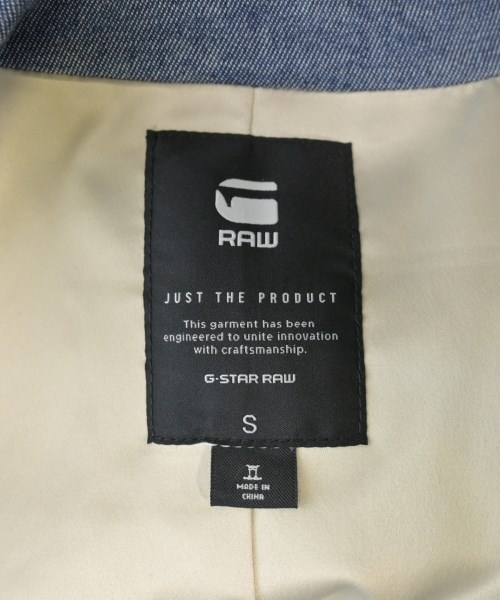 RAW
JUST THE PRODUCT
This garment has been
engineered to unite innovation
with craftsmanship.
G-STAR RAW
S
MADE IN
CHINA